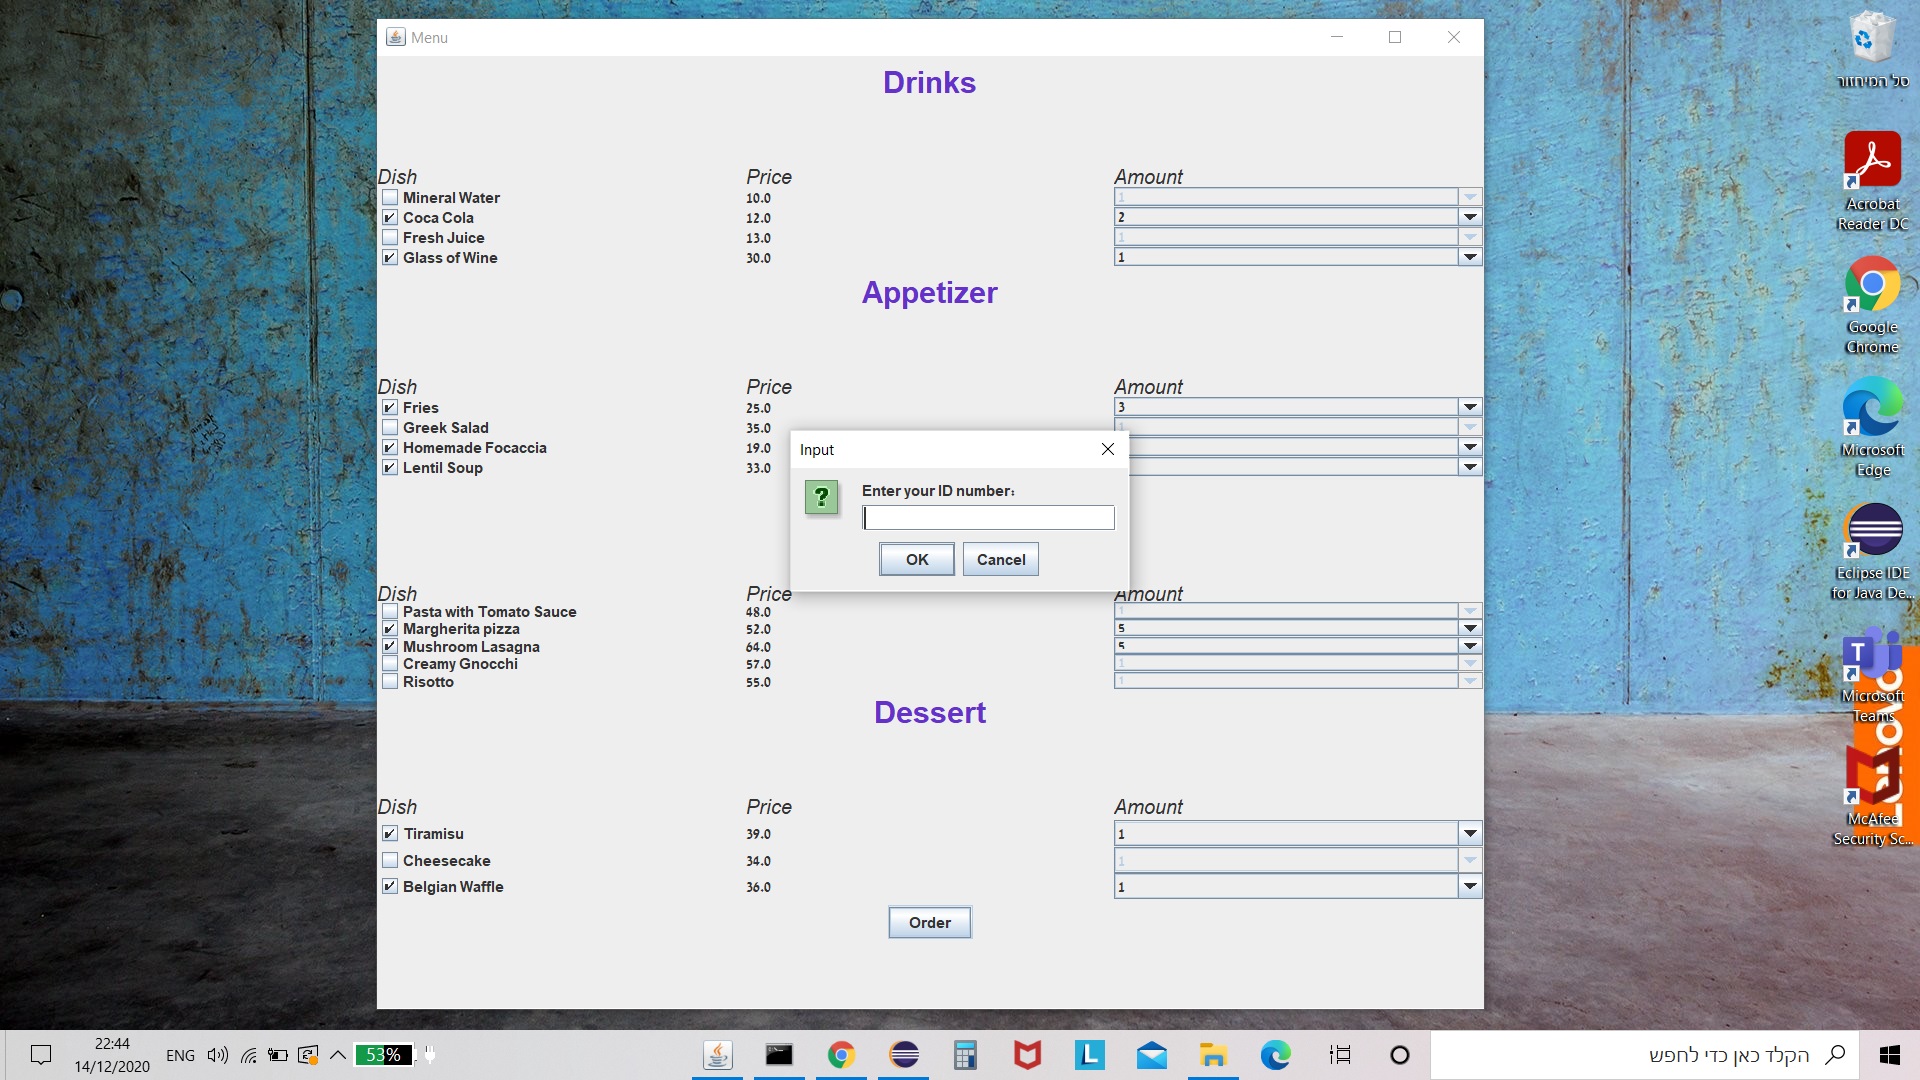 Menu
Drinks
Dish Price Amount
Mineral Water 10.0 1
Coca Cola 12.0 2
Fresh Juice 13.0 1
Glass of Wine 30.0 1
Appetizer
Dish Price Amount
Fries 25.0 3
Greek Salad 35.0 1
Homemade Focaccia 19.0
Lentil Soup 33.0
Input
Enter your ID number:
OK Cancel
Dish Price Amount
Pasta with Tomato Sauce 48.0 1
Margherita pizza 52.0 5
Mushroom Lasagna 64.0 5
Creamy Gnocchi 57.0 1
Risotto 55.0 1
Dessert
Dish Price Amount
Tiramisu 39.0 1
Cheesecake 34.0 1
Belgian Waffle 36.0 1
Order
סל המיחזור
Acrobat
Reader DC
Google
Chrome
Microsoft
Edge
Eclipse IDE
for Java De...
Microsoft
Teams
McAfee
Security Sc...
22:44
14/12/2020
ENG
53%
הקלד כאן כדי לחפש